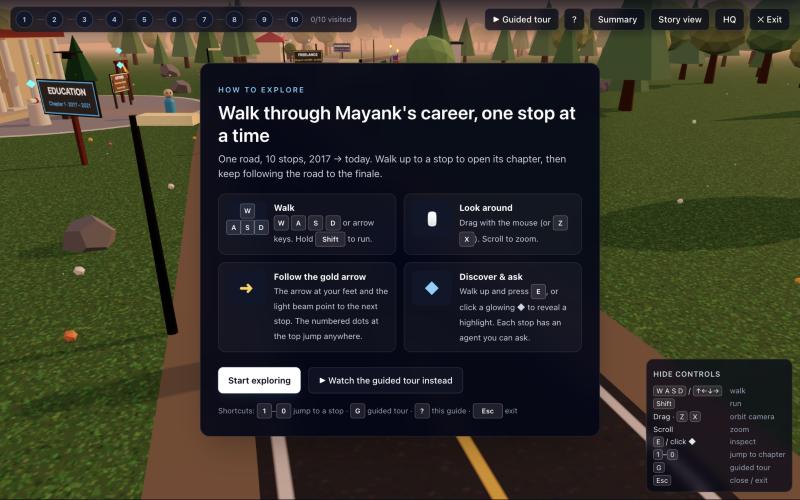 1 2 3 4 5 6 7 8 9 10 0/10 visited
▶ Guided tour ? Summary Story view HQ ✕ Exit
EDUCATION
Chapter 1 · 2017 – 2021
FREELANCE
HOW TO EXPLORE
Walk through Mayank's career, one stop at
a time
One road, 10 stops, 2017 → today. Walk up to a stop to open its chapter, then
keep following the road to the finale.
W
A S D
Walk
W A S D or arrow
keys. Hold Shift to run.
Look around
Drag with the mouse (or Z
X ). Scroll to zoom.
➜
Follow the gold arrow
The arrow at your feet and the
light beam point to the next
stop. The numbered dots at
the top jump anywhere.
◆
Discover & ask
Walk up and press E , or
click a glowing ◆ to reveal a
highlight. Each stop has an
agent you can ask.
Start exploring
▶ Watch the guided tour instead
Shortcuts: 1 – 0 jump to a stop · G guided tour · ? this guide · Esc exit
HIDE CONTROLS
W A S D / ↑←↓→ walk
Shift run
Drag · Z X orbit camera
Scroll zoom
E / click ◆ inspect
1 – 0 jump to chapter
G guided tour
Esc close / exit